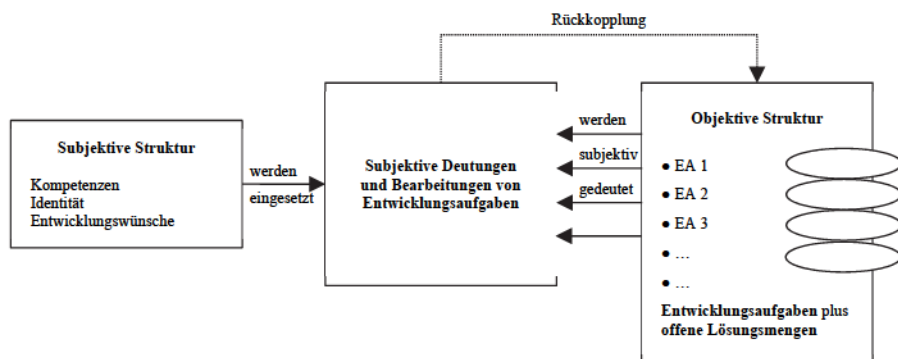 Rückkopplung
Subjektive Struktur
Kompetenzen
Identität
Entwicklungswünsche
werden
eingesetzt
Subjektive Deutungen
und Bearbeitungen von
Entwicklungsaufgaben
werden
subjektiv
gedeutet
Objektive Struktur
● EA 1
● EA 2
● EA 3
● ...
● ...
Entwicklungsaufgaben plus
offene Lösungsmengen